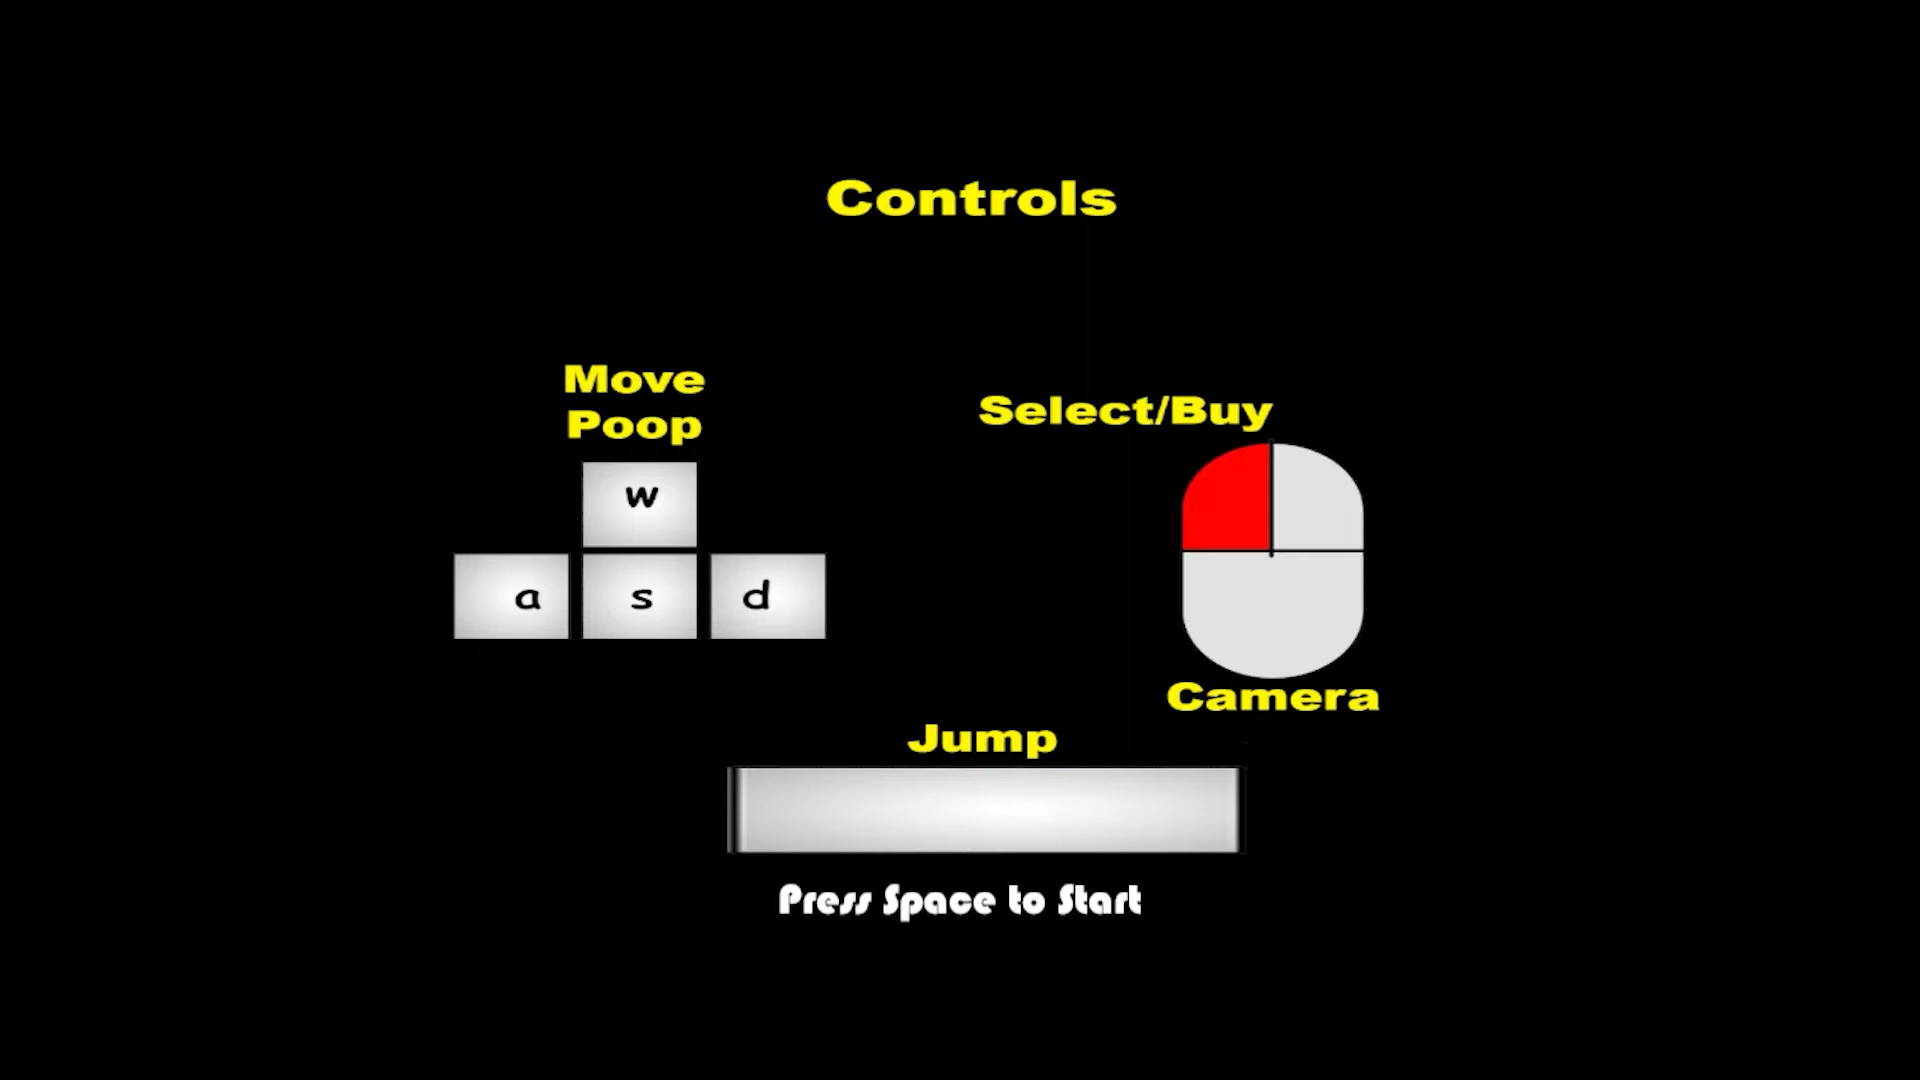 Controls
Move
Poop
Select/Buy
w
a s d
Camera
Jump
Press Space to Start